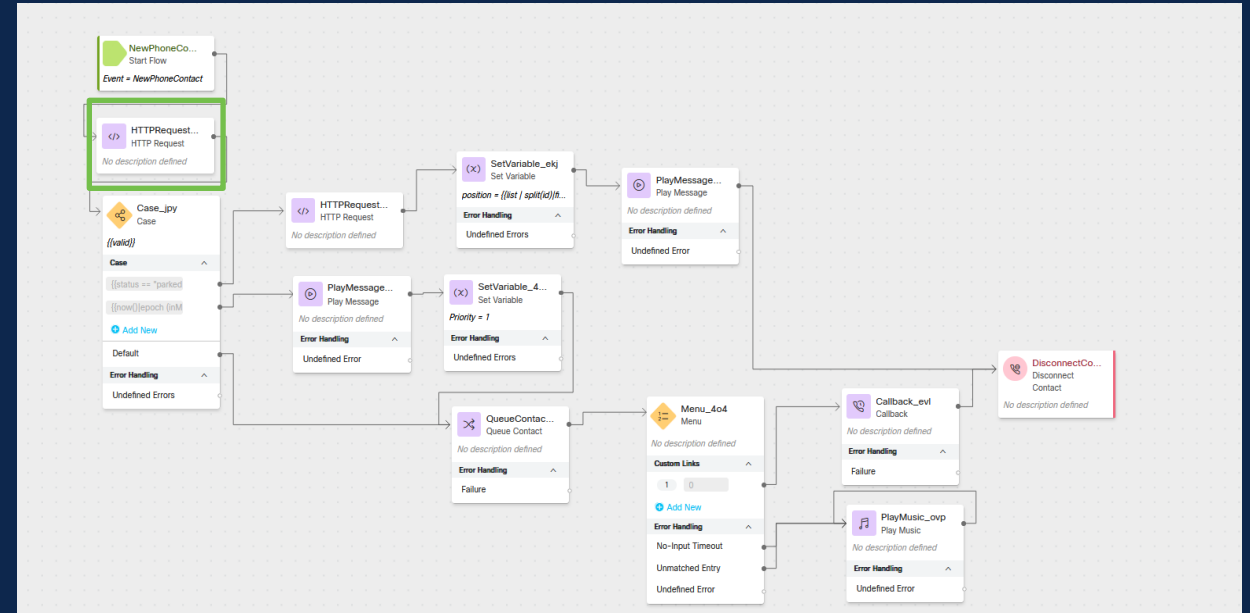 NewPhoneCo...
Start Flow
Event = NewPhoneContact
HTTPRequest...
HTTP Request
No description defined
Case_jpy
Case
{{valid}}
Case
{{status == "parked
{{now()|epoch (inM
Add New
Default
Error Handling
Undefined Errors
HTTPRequest...
HTTP Request
No description defined
SetVariable_ekj
Set Variable
position = {{list | split(id)|fi...
Error Handling
Undefined Errors
PlayMessage...
Play Message
No description defined
Error Handling
Undefined Error
PlayMessage...
Play Message
No description defined
Error Handling
Undefined Error
SetVariable_4...
Set Variable
Priority = 1
Error Handling
Undefined Errors
QueueContac...
Queue Contact
No description defined
Error Handling
Failure
Menu_4o4
Menu
No description defined
Custom Links
1 0
Add New
Error Handling
No-Input Timeout
Unmatched Entry
Undefined Error
Callback_evl
Callback
No description defined
Error Handling
Failure
PlayMusic_ovp
Play Music
No description defined
Error Handling
Undefined Error
DisconnectCo...
Disconnect
Contact
No description defined